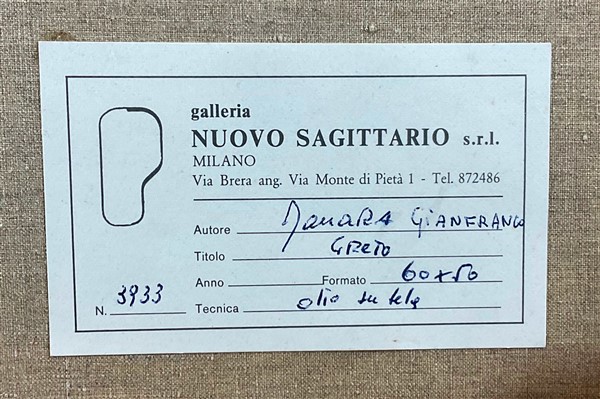 galleria
NUOVO SAGITTARIO s.r.l.
MILANO
Via Brera ang. Via Monte di Pietà 1 - Tel. 872486
Autore Manara GIANFRANCO
Titolo GRETO
Anno Formato 60x50
N. 3933 Tecnica olio su tela